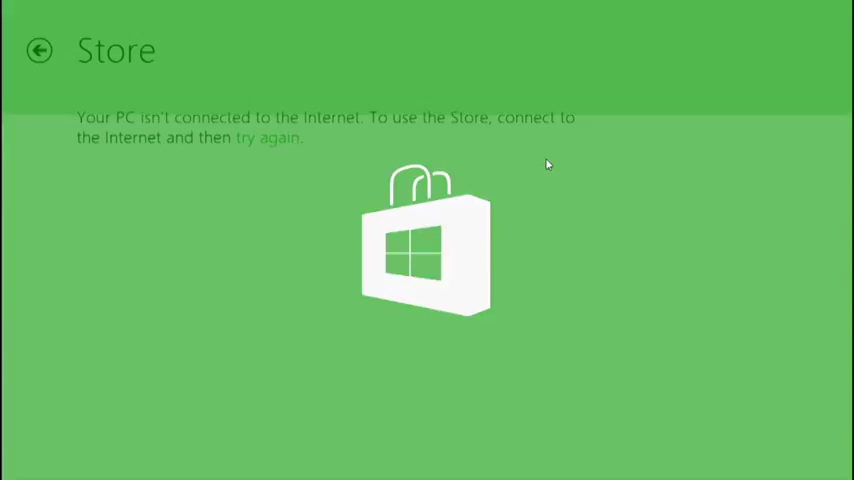 Store
Your PC isn't connected to the Internet. To use the Store, connect to
the Internet and then try again.